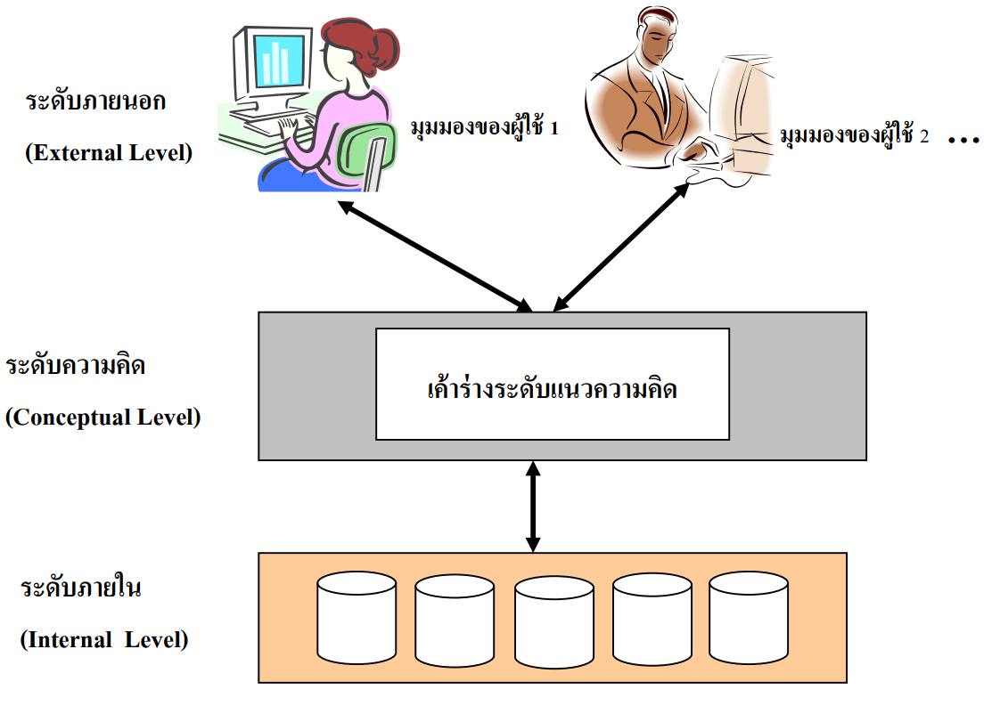 ระดับภายนอก
(External Level)
มุมมองของผู้ใช้ 1
มุมมองของผู้ใช้ 2 ...
ระดับความคิด
(Conceptual Level)
เค้าร่างระดับแนวความคิด
ระดับภายใน
(Internal Level)